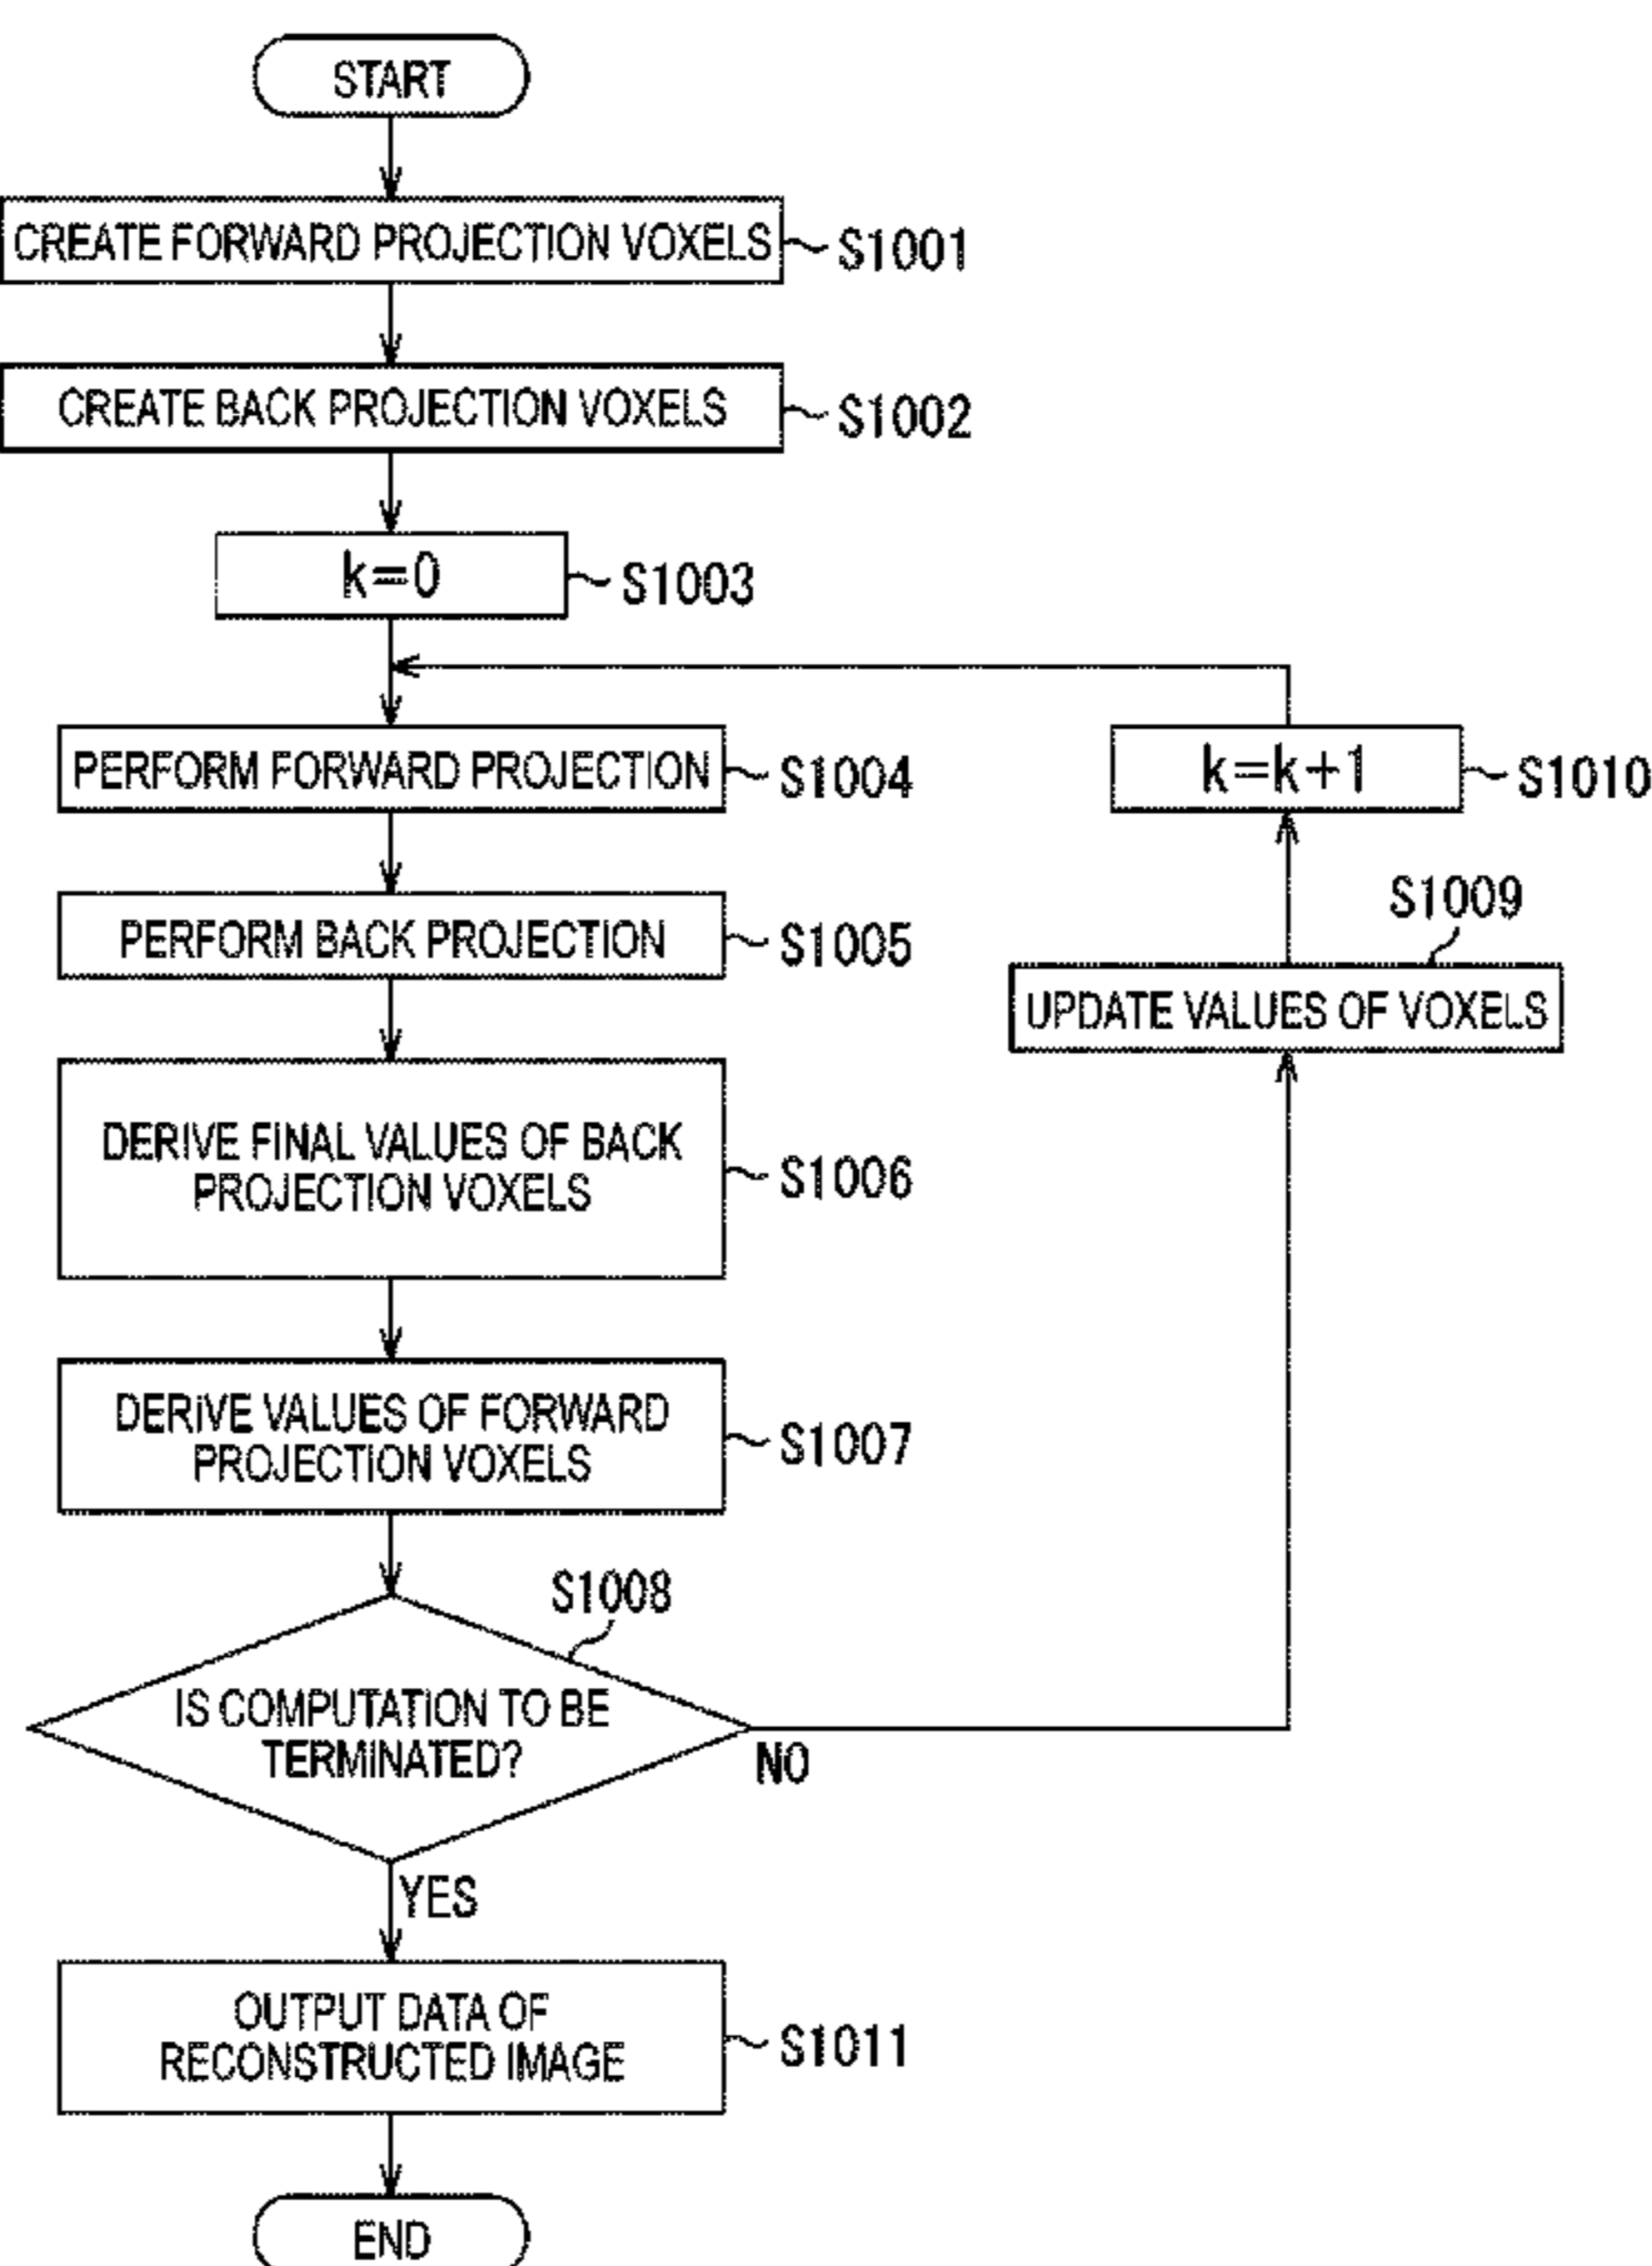 START
CREATE FORWARD PROJECTION VOXELS
S1001
CREATE BACK PROJECTION VOXELS
S1002
k=0
S1003
PERFORM FORWARD PROJECTION
S1004
k=k+1
S1010
PERFORM BACK PROJECTION
S1005
S1009
UPDATE VALUES OF VOXELS
DERIVE FINAL VALUES OF BACK
PROJECTION VOXELS
S1006
DERIVE VALUES OF FORWARD
PROJECTION VOXELS
S1007
S1008
IS COMPUTATION TO BE
TERMINATED?
NO
YES
OUTPUT DATA OF
RECONSTRUCTED IMAGE
S1011
END